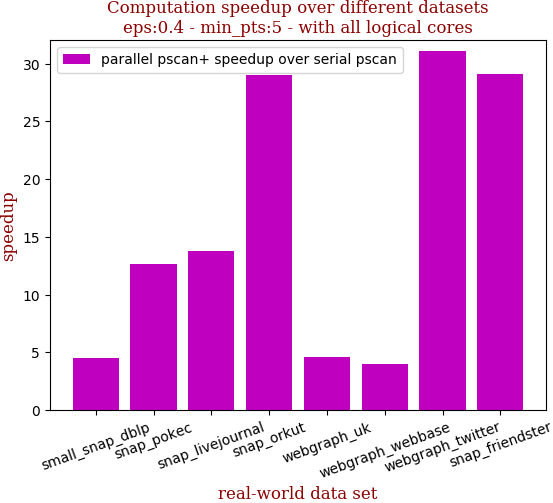 Computation speedup over different datasets
eps:0.4 - min_pts:5 - with all logical cores
parallel pscan+ speedup over serial pscan
speedup
30
25
20
15
10
5
0
small_snap_dblp
snap_pokec
snap_livejournal
snap_orkut
webgraph_uk
webgraph_webbase
webgraph_twitter
snap_friendster
real-world data set